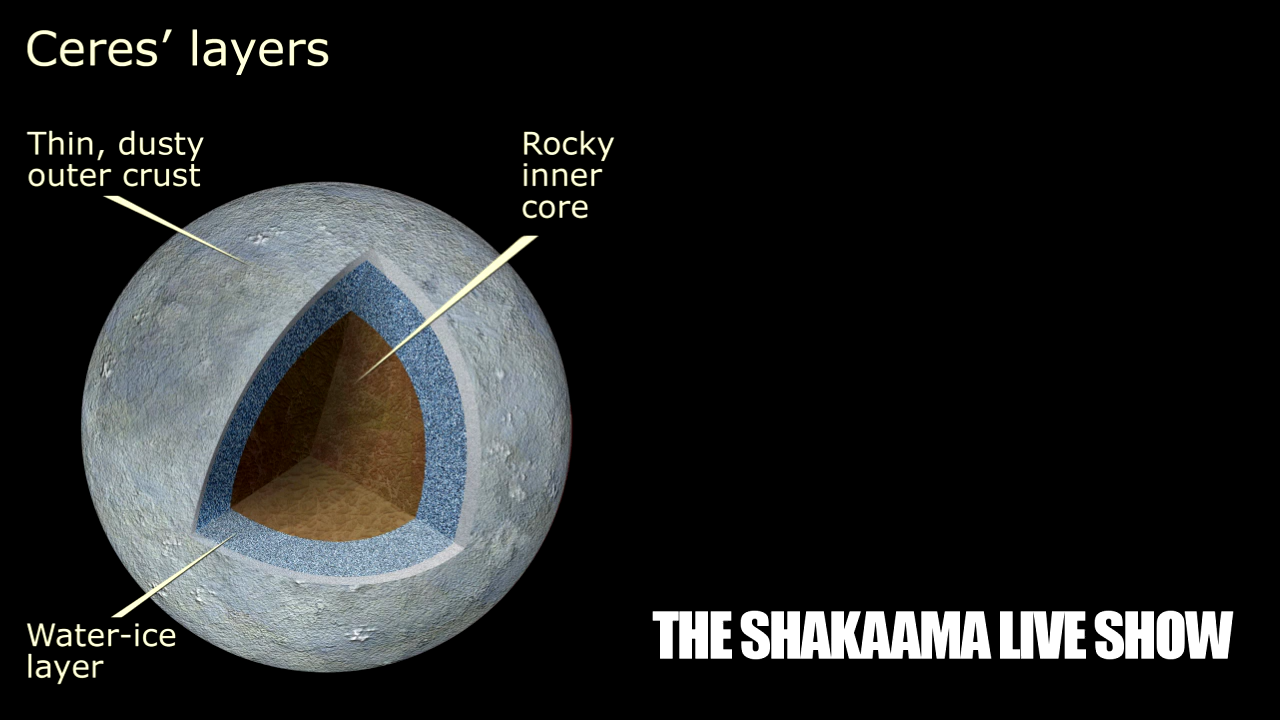 Ceres’ layers
Thin, dusty
outer crust
Rocky
inner
core
Water-ice
layer
THE SHAKAAMA LIVE SHOW